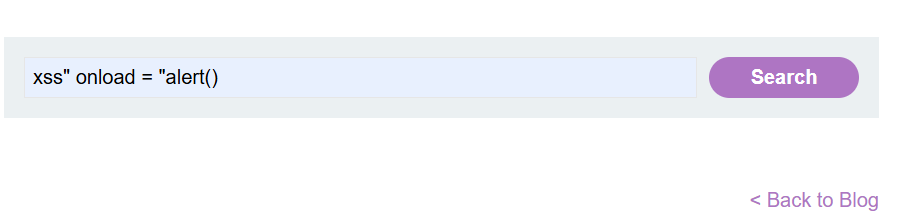 xss" onload = "alert()
Search
< Back to Blog